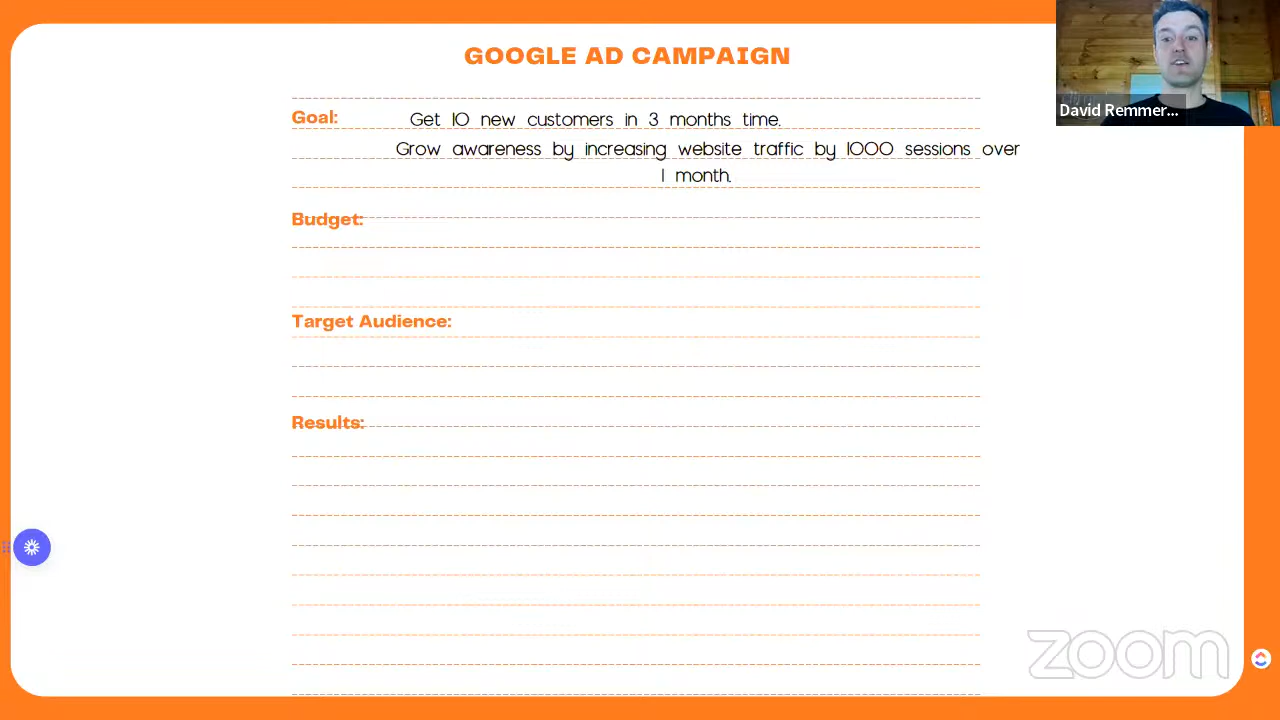 GOOGLE AD CAMPAIGN
David Remmer...
Goal: Get 10 new customers in 3 months time.
Grow awareness by increasing website traffic by 1000 sessions over
1 month.
Budget:
Target Audience:
Results:
zoom